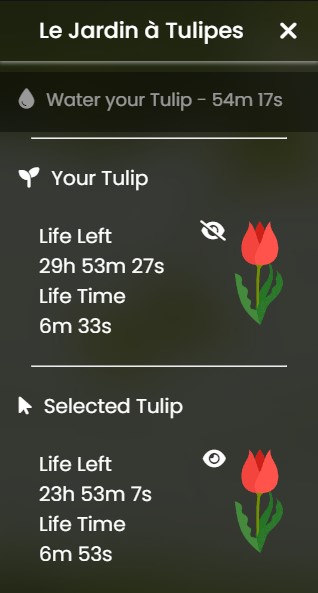 Le Jardin à Tulipes
Water your Tulip - 54m 17s
Your Tulip
Life Left
29h 53m 27s
Life Time
6m 33s
Selected Tulip
Life Left
23h 53m 7s
Life Time
6m 53s